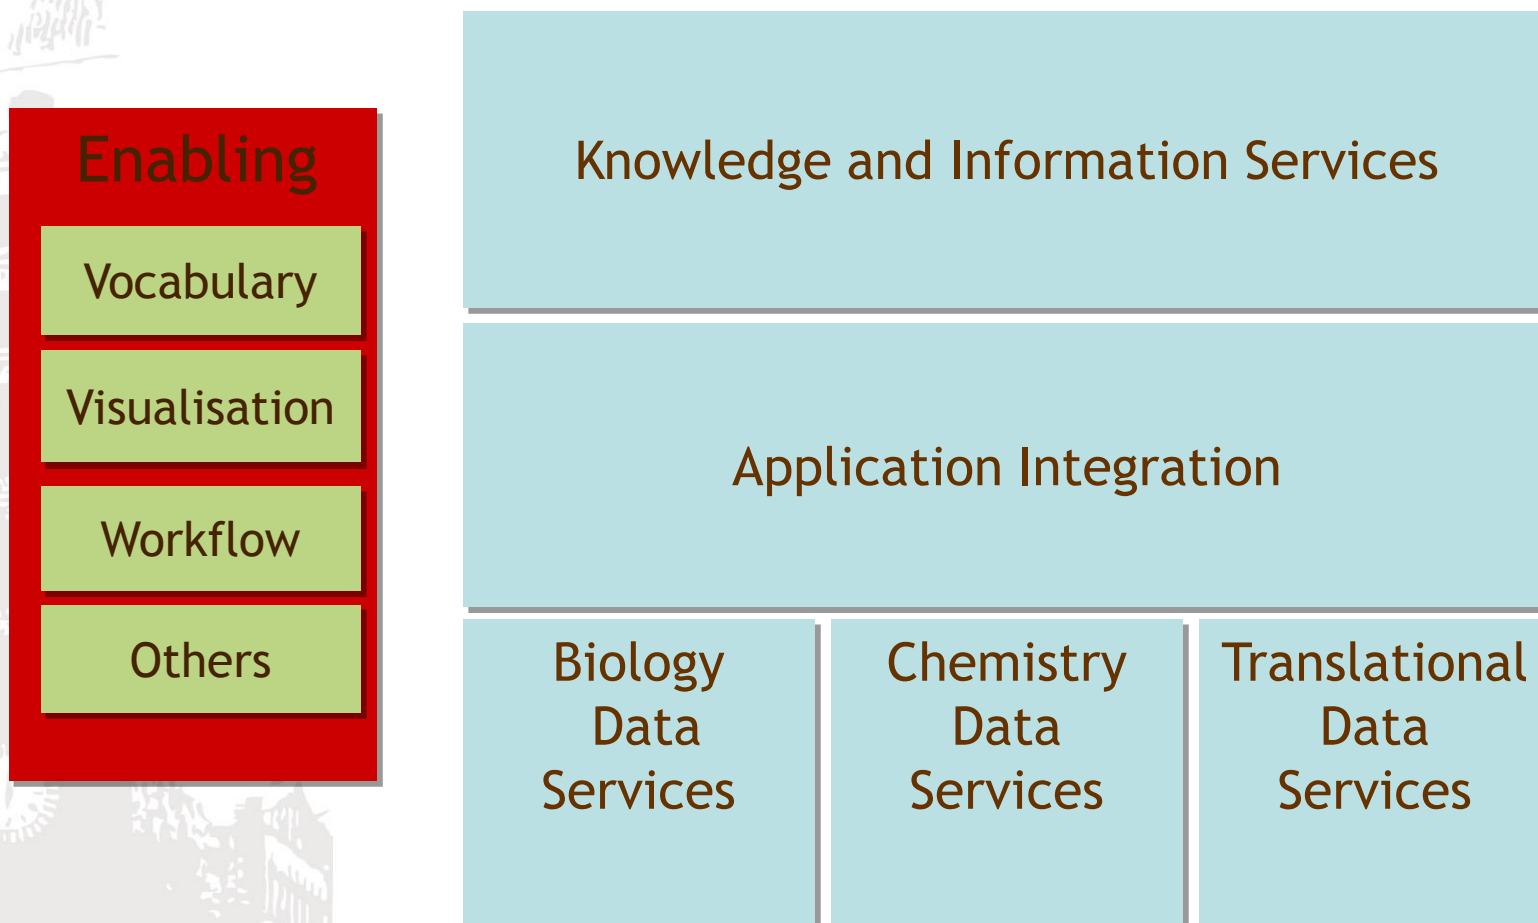 Enabling
Vocabulary
Visualisation
Workflow
Others
Knowledge and Information Services
Application Integration
Biology
Data
Services
Chemistry
Data
Services
Translational
Data
Services